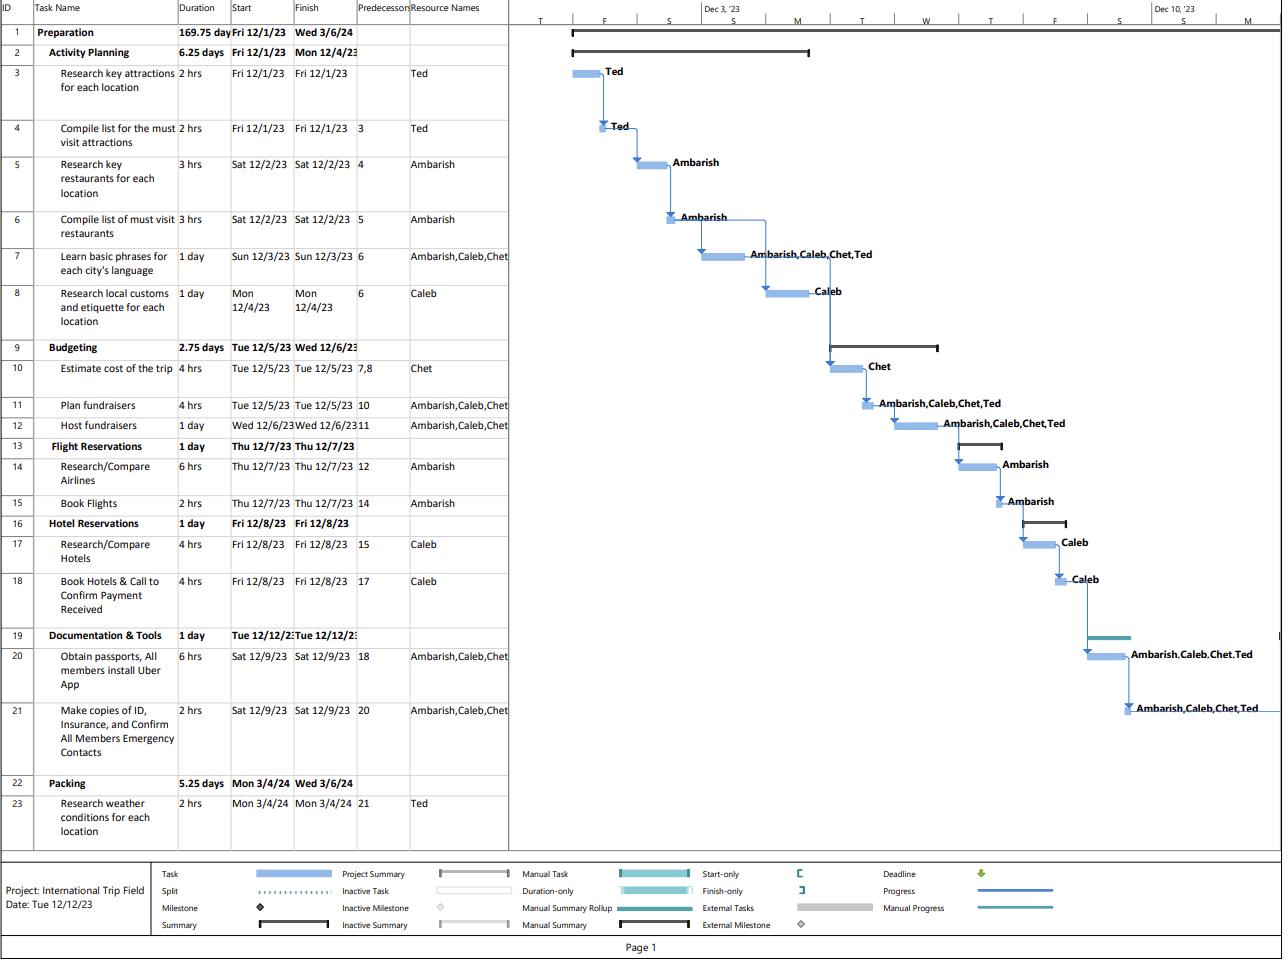 ID Task Name Duration Start Finish Predecessors Resource Names
Dec 3, '23 Dec 10, '23
T F S S M T W T F S S M
1 Preparation 169.75 day Fri 12/1/23 Wed 3/6/24
2 Activity Planning 6.25 days Fri 12/1/23 Mon 12/4/23
3 Research key attractions 2 hrs Fri 12/1/23 Fri 12/1/23 Ted Ted
for each location
4 Compile list for the must 2 hrs Fri 12/1/23 Fri 12/1/23 3 Ted Ted
visit attractions
5 Research key 3 hrs Sat 12/2/23 Sat 12/2/23 4 Ambarish Ambarish
restaurants for each
location
6 Compile list of must visit 3 hrs Sat 12/2/23 Sat 12/2/23 5 Ambarish Ambarish
restaurants
7 Learn basic phrases for 1 day Sun 12/3/23 Sun 12/3/23 6 Ambarish,Caleb,Chet Ambarish,Caleb,Chet,Ted
each city's language
8 Research local customs 1 day Mon Mon 6 Caleb Caleb
and etiquette for each 12/4/23 12/4/23
location
9 Budgeting 2.75 days Tue 12/5/23 Wed 12/6/23
10 Estimate cost of the trip 4 hrs Tue 12/5/23 Tue 12/5/23 7,8 Chet Chet
11 Plan fundraisers 4 hrs Tue 12/5/23 Tue 12/5/23 10 Ambarish,Caleb,Chet Ambarish,Caleb,Chet,Ted
12 Host fundraisers 1 day Wed 12/6/23 Wed 12/6/23 11 Ambarish,Caleb,Chet Ambarish,Caleb,Chet,Ted
13 Flight Reservations 1 day Thu 12/7/23 Thu 12/7/23
14 Research/Compare 6 hrs Thu 12/7/23 Thu 12/7/23 12 Ambarish Ambarish
Airlines
15 Book Flights 2 hrs Thu 12/7/23 Thu 12/7/23 14 Ambarish Ambarish
16 Hotel Reservations 1 day Fri 12/8/23 Fri 12/8/23
17 Research/Compare 4 hrs Fri 12/8/23 Fri 12/8/23 15 Caleb Caleb
Hotels
18 Book Hotels & Call to 4 hrs Fri 12/8/23 Fri 12/8/23 17 Caleb Caleb
Confirm Payment
Received
19 Documentation & Tools 1 day Tue 12/12/23 Tue 12/12/23
20 Obtain passports, All 6 hrs Sat 12/9/23 Sat 12/9/23 18 Ambarish,Caleb,Chet Ambarish,Caleb,Chet,Ted
members install Uber
App
21 Make copies of ID, 2 hrs Sat 12/9/23 Sat 12/9/23 20 Ambarish,Caleb,Chet Ambarish,Caleb,Chet,Ted
Insurance, and Confirm
All Members Emergency
Contacts
22 Packing 5.25 days Mon 3/4/24 Wed 3/6/24
23 Research weather 2 hrs Mon 3/4/24 Mon 3/4/24 21 Ted
conditions for each
location
Project: International Trip Field
Date: Tue 12/12/23
Task Project Summary Manual Task Start-only Deadline
Split Inactive Task Duration-only Finish-only Progress
Milestone Inactive Milestone Manual Summary Rollup External Tasks Manual Progress
Summary Inactive Summary Manual Summary External Milestone
Page 1